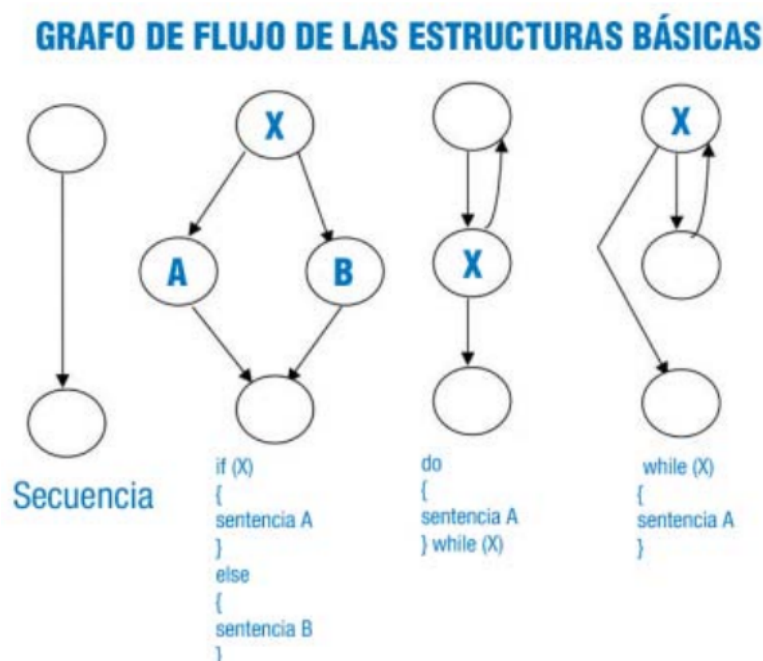 GRAFO DE FLUJO DE LAS ESTRUCTURAS BÁSICAS
X
A
B
X
X
Secuencia
if (X)
{
sentencia A
}
else
{
sentencia B
}
do
{
sentencia A
} while (X)
while (X)
{
sentencia A
}